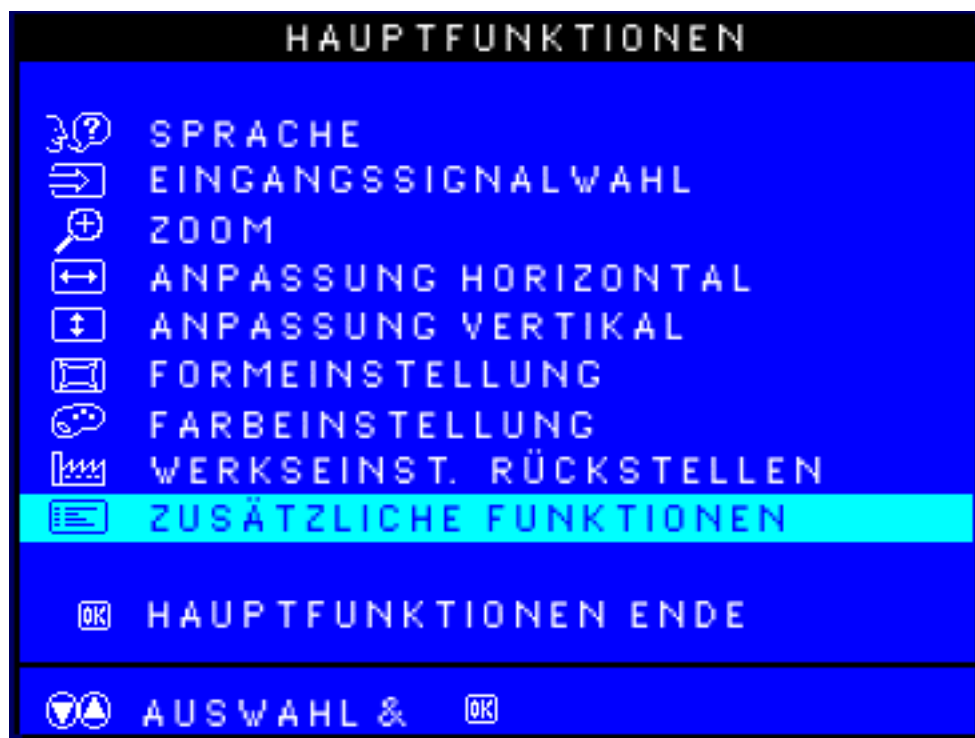 HAUPTFUNKTIONEN
SPRACHE
EINGANGSSIGNALWAHL
ZOOM
ANPASSUNG HORIZONTAL
ANPASSUNG VERTIKAL
FORMEINSTELLUNG
FARBEINSTELLUNG
WERKSEINST. RÜCKSTELLEN
ZUSÄTZLICHE FUNKTIONEN
OK HAUPTFUNKTIONEN ENDE
AUSWAHL & OK